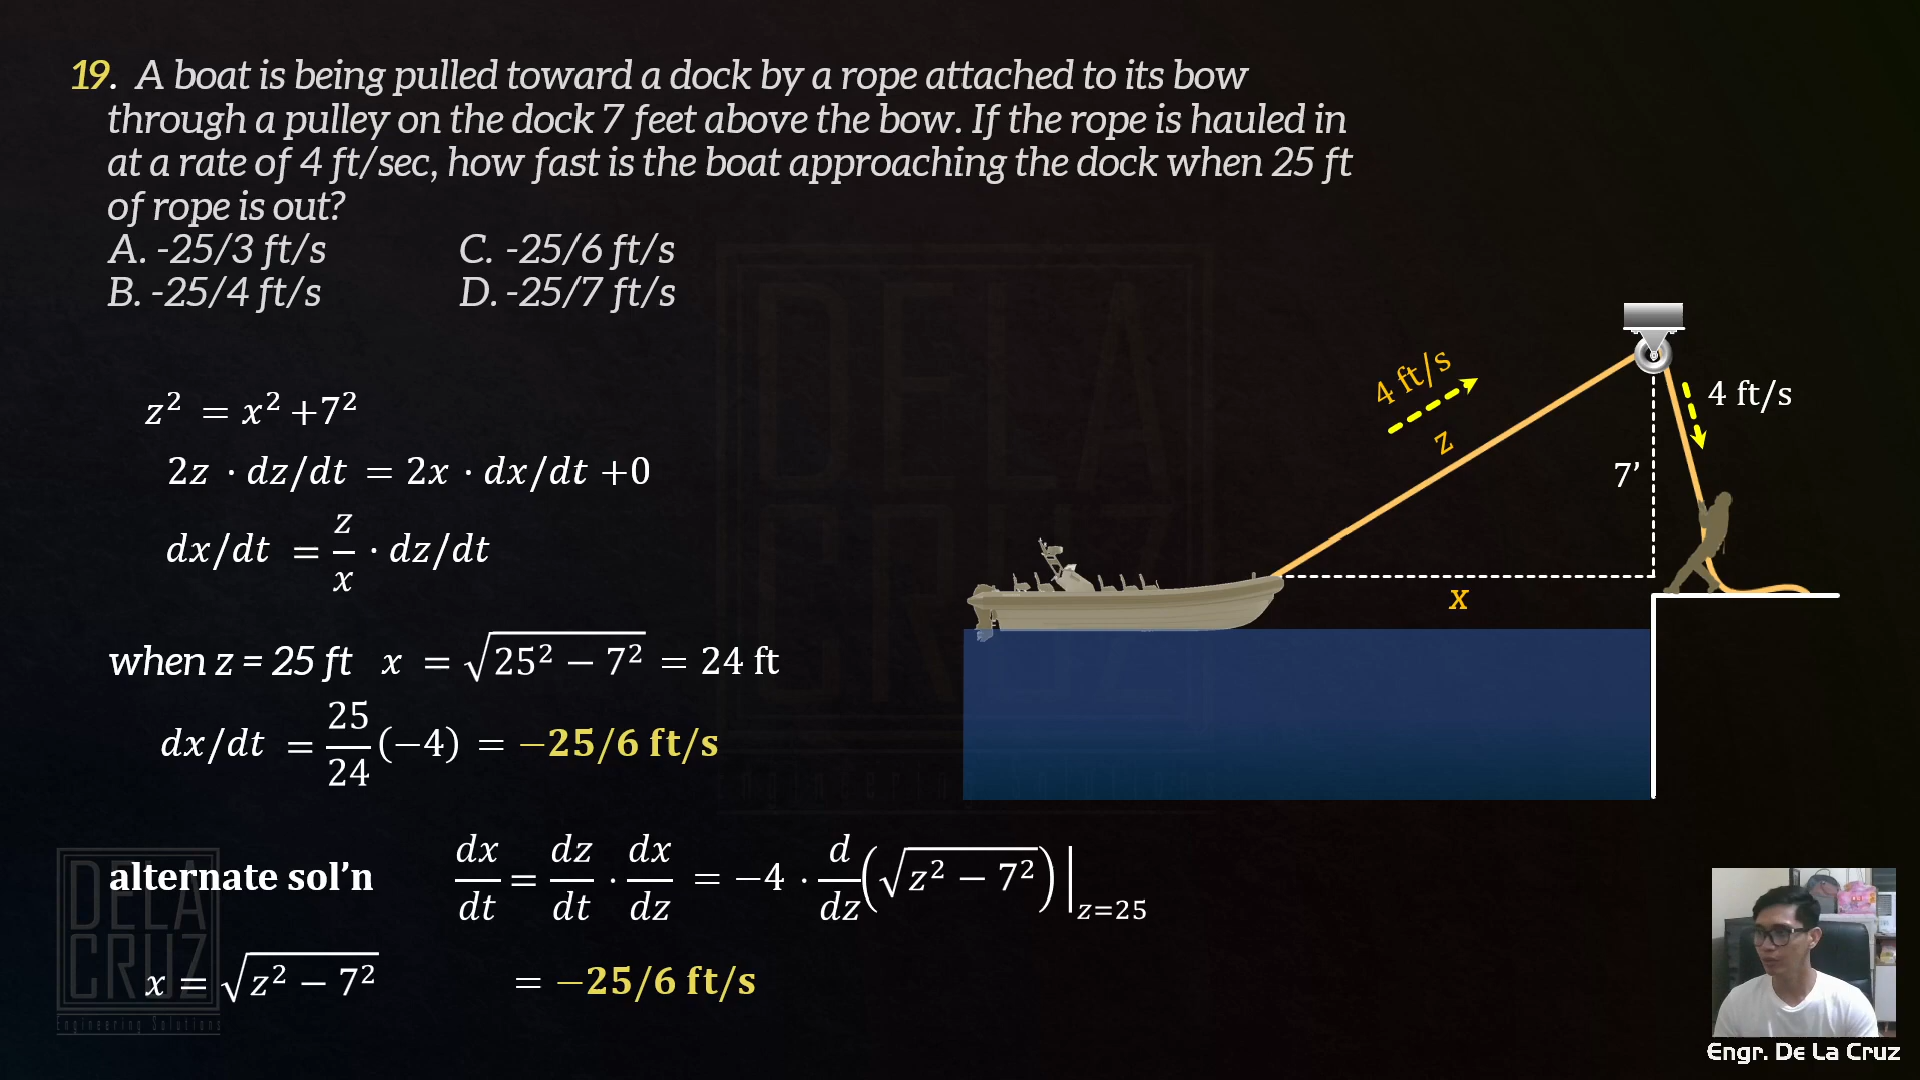 19. A boat is being pulled toward a dock by a rope attached to its bow
through a pulley on the dock 7 feet above the bow. If the rope is hauled in
at a rate of 4 ft/sec, how fast is the boat approaching the dock when 25 ft
of rope is out?
A. -25/3 ft/s C. -25/6 ft/s
B. -25/4 ft/s D. -25/7 ft/s
z² = x² +7²
2z · dz/dt = 2x · dx/dt +0
dx/dt = z/x · dz/dt
when z = 25 ft x = √(25² − 7²) = 24 ft
dx/dt = 25/24 (−4) = −25/6 ft/s
alternate sol’n dx/dt = dz/dt · dx/dz = −4 · d/dz (√(z² − 7²))|z=25
x = √(z² − 7²) = −25/6 ft/s
4 ft/s
z
4 ft/s
7’
x
DELA
CRUZ
Engineering Solutions
DELA
CRUZ
Engr. De La Cruz